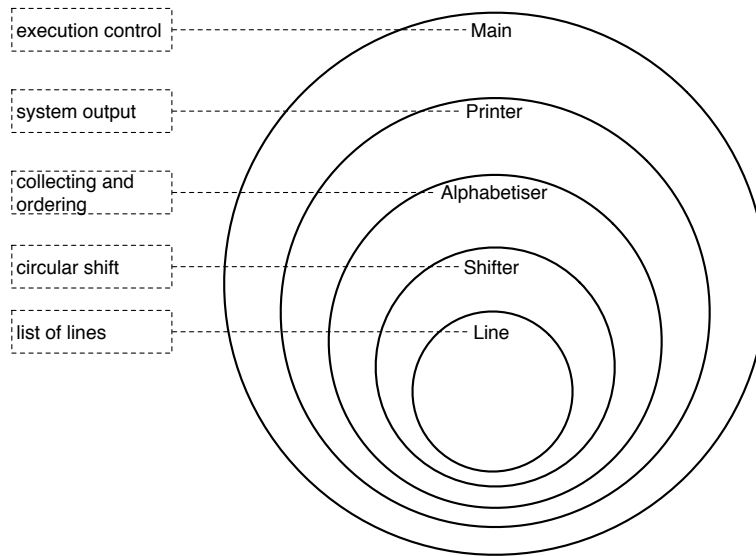 execution control
Main
system output
Printer
collecting and
ordering
Alphabetiser
circular shift
Shifter
list of lines
Line